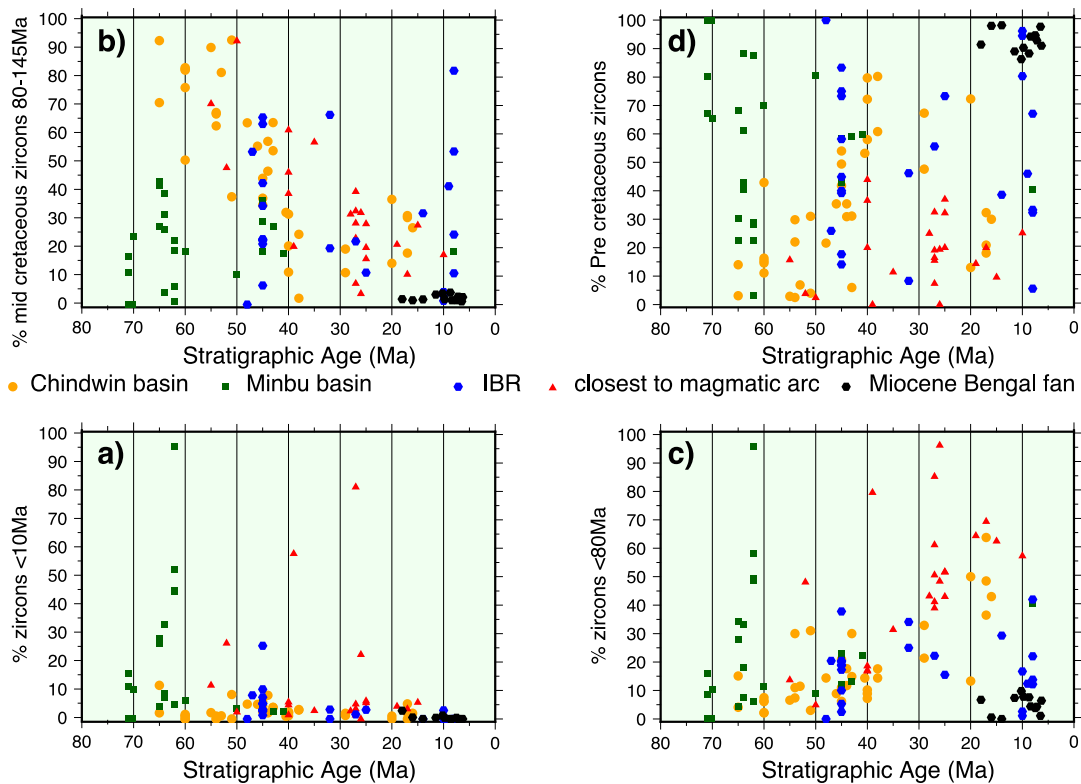 b)
% mid cretaceous zircons 80-145Ma
100
90
80
70
60
50
40
30
20
10
0
80 70 60 50 40 30 20 10 0
Stratigraphic Age (Ma)
d)
% Pre cretaceous zircons
100
90
80
70
60
50
40
30
20
10
0
80 70 60 50 40 30 20 10 0
Stratigraphic Age (Ma)
Chindwin basin Minbu basin IBR closest to magmatic arc Miocene Bengal fan
a)
% zircons <10Ma
100
90
80
70
60
50
40
30
20
10
0
80 70 60 50 40 30 20 10 0
Stratigraphic Age (Ma)
c)
% zircons <80Ma
100
90
80
70
60
50
40
30
20
10
0
80 70 60 50 40 30 20 10 0
Stratigraphic Age (Ma)